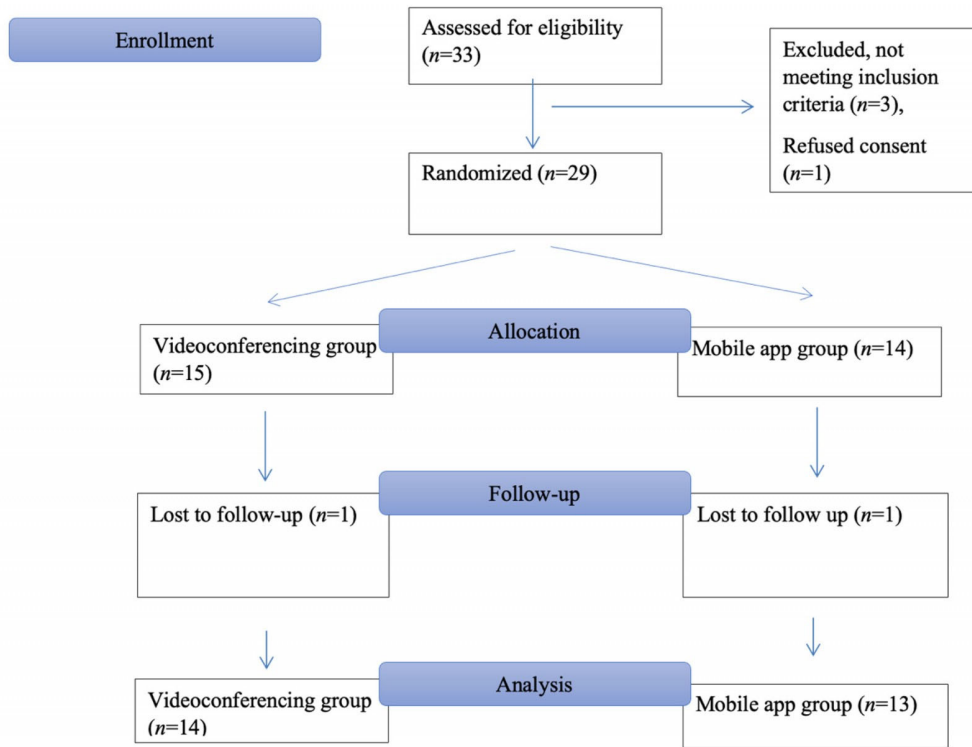 Enrollment
Assessed for eligibility
(n=33)
Excluded, not
meeting inclusion
criteria (n=3),
Refused consent
(n=1)
Randomized (n=29)
Allocation
Videoconferencing group
(n=15)
Mobile app group (n=14)
Follow-up
Lost to follow-up (n=1)
Lost to follow up (n=1)
Analysis
Videoconferencing group
(n=14)
Mobile app group (n=13)